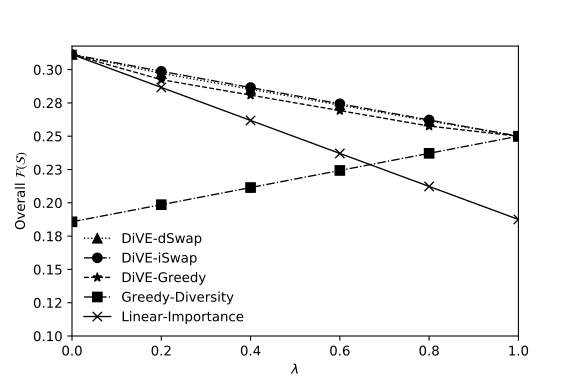 Overall ℱ(S)
0.30
0.28
0.25
0.23
0.20
0.18
0.15
0.12
0.10
DiVE-dSwap
DiVE-iSwap
DiVE-Greedy
Greedy-Diversity
Linear-Importance
0.0 0.2 0.4 0.6 0.8 1.0
λ